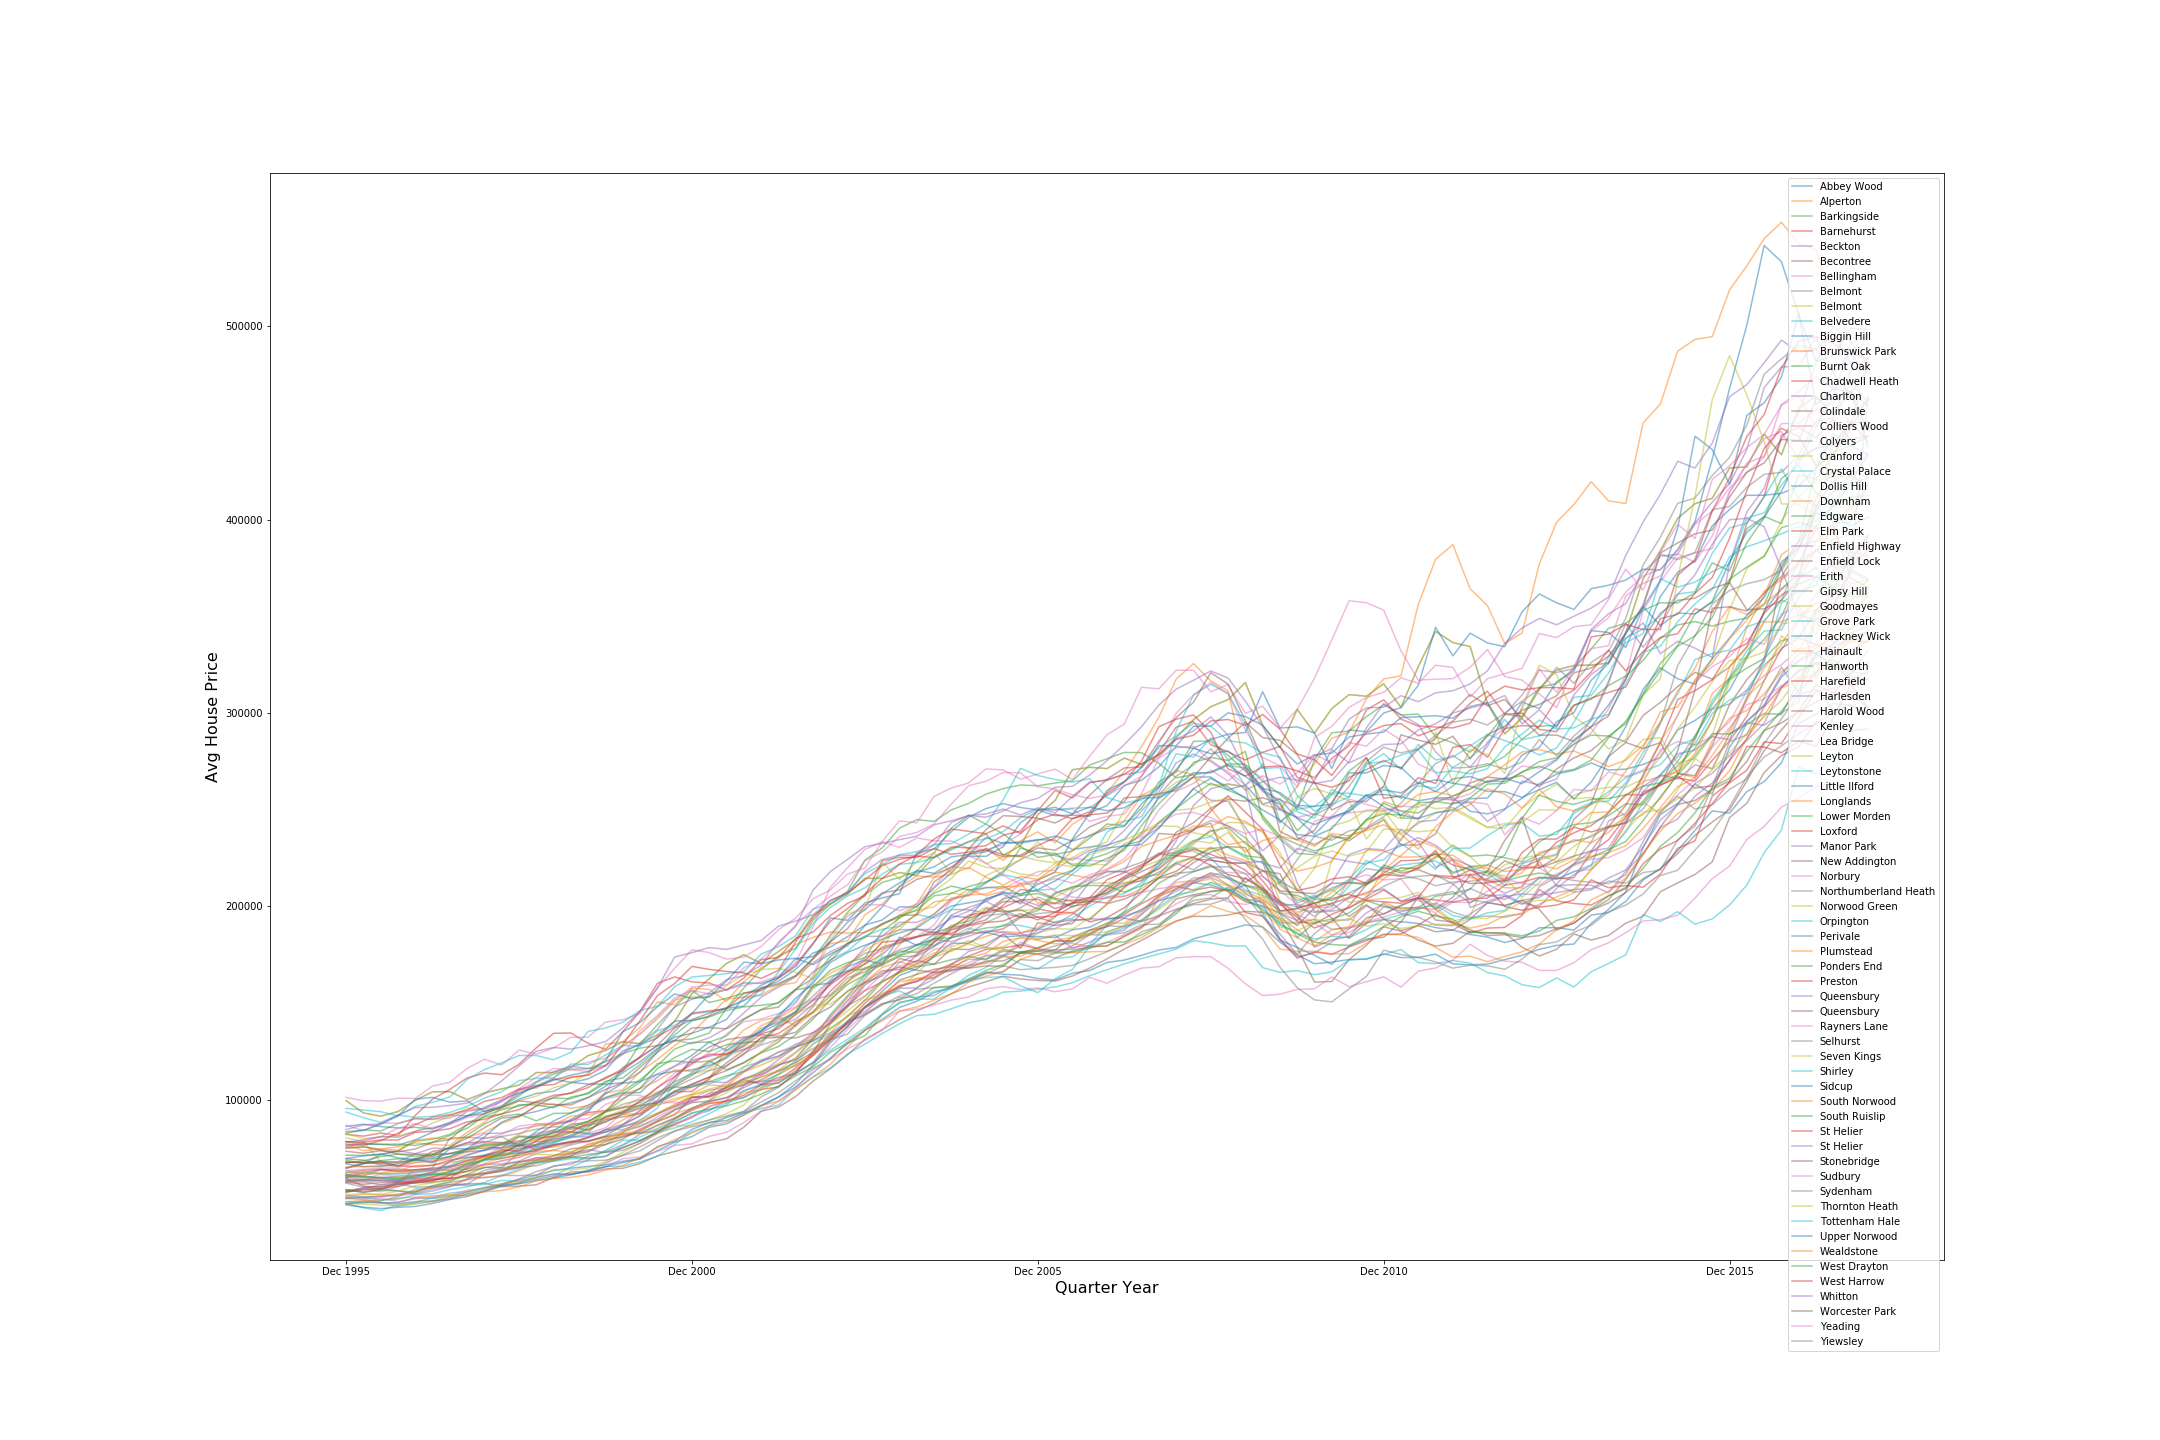 500000
400000
300000
200000
100000
Avg House Price
Dec 1995
Dec 2000
Dec 2005
Dec 2010
Dec 2015
Quarter Year
Abbey Wood
Alperton
Barkingside
Barnehurst
Beckton
Becontree
Bellingham
Belmont
Belmont
Belvedere
Biggin Hill
Brunswick Park
Burnt Oak
Chadwell Heath
Charlton
Colindale
Colliers Wood
Colyers
Cranford
Crystal Palace
Dollis Hill
Downham
Edgware
Elm Park
Enfield Highway
Enfield Lock
Erith
Gipsy Hill
Goodmayes
Grove Park
Hackney Wick
Hainault
Hanworth
Harefield
Harlesden
Harold Wood
Kenley
Lea Bridge
Leyton
Leytonstone
Little Ilford
Longlands
Lower Morden
Loxford
Manor Park
New Addington
Norbury
Northumberland Heath
Norwood Green
Orpington
Perivale
Plumstead
Ponders End
Preston
Queensbury
Queensbury
Rayners Lane
Selhurst
Seven Kings
Shirley
Sidcup
South Norwood
South Ruislip
St Helier
St Helier
Stonebridge
Sudbury
Sydenham
Thornton Heath
Tottenham Hale
Upper Norwood
Wealdstone
West Drayton
West Harrow
Whitton
Worcester Park
Yeading
Yiewsley